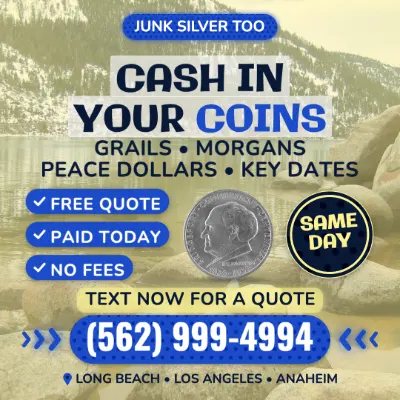 JUNK SILVER TOO
CASH IN
YOUR COINS
GRAILS • MORGANS
PEACE DOLLARS • KEY DATES
FREE QUOTE
PAID TODAY
NO FEES
SAME
DAY
TEXT NOW FOR A QUOTE
(562) 999-4994
LONG BEACH • LOS ANGELES • ANAHEIM